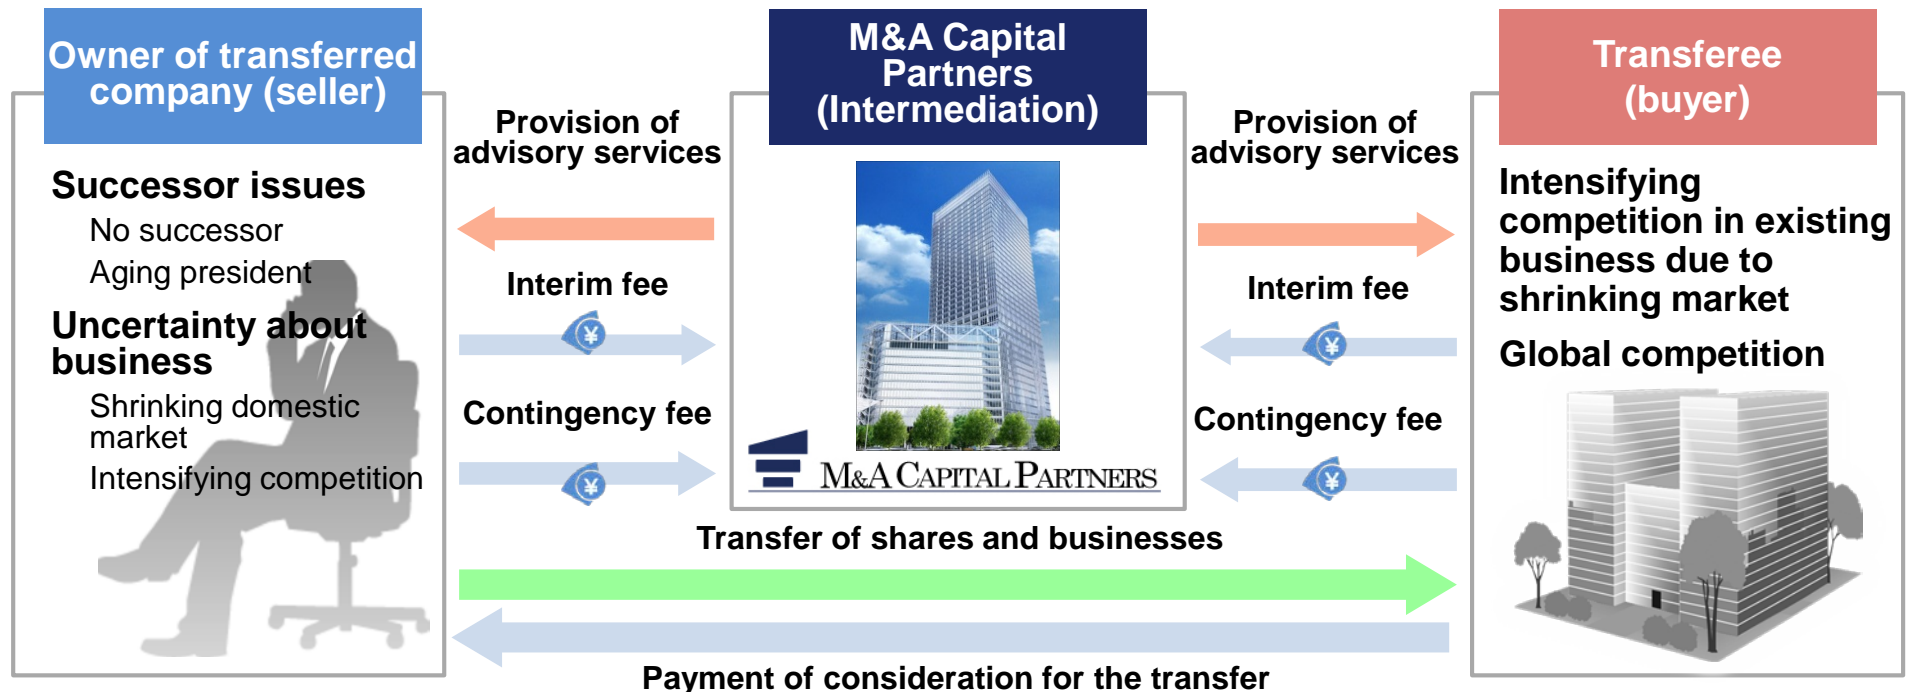 Owner of transferred
company (seller)
Successor issues
No successor
Aging president
Uncertainty about
business
Shrinking domestic
market
Intensifying competition
Provision of
advisory services
Interim fee
¥
Contingency fee
¥
M&A Capital
Partners
(Intermediation)
M&A CAPITAL PARTNERS
Provision of
advisory services
Interim fee
¥
Contingency fee
¥
Transferee
(buyer)
Intensifying
competition in existing
business due to
shrinking market
Global competition
Transfer of shares and businesses
Payment of consideration for the transfer